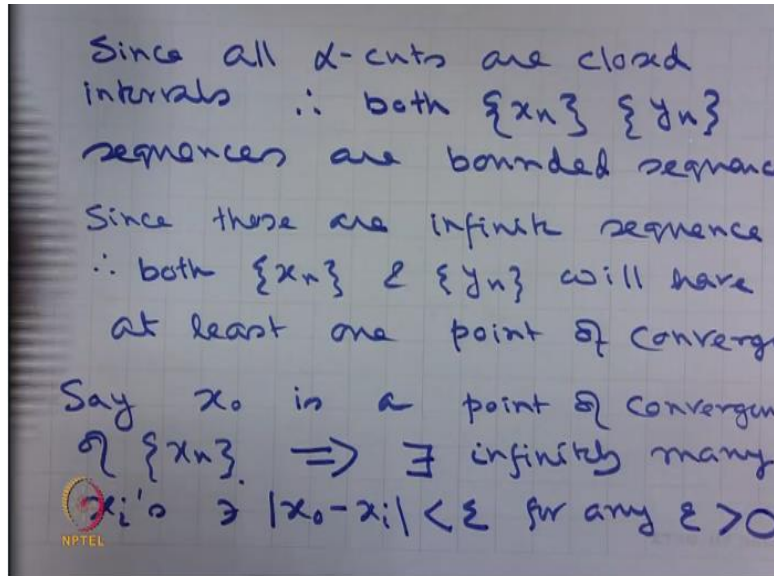 Since all α-cuts are closed
intervals ∴ both {xn} {yn}
sequences are bounded sequenc
Since these are infinite sequence
∴ both {xn} & {yn} will have
at least one point of converg
Say x₀ is a point of convergen
of {xn}. ⟹ ∃ infinitely many
xi's ∋ |x₀-xi| < ε for any ε > 0
NPTEL